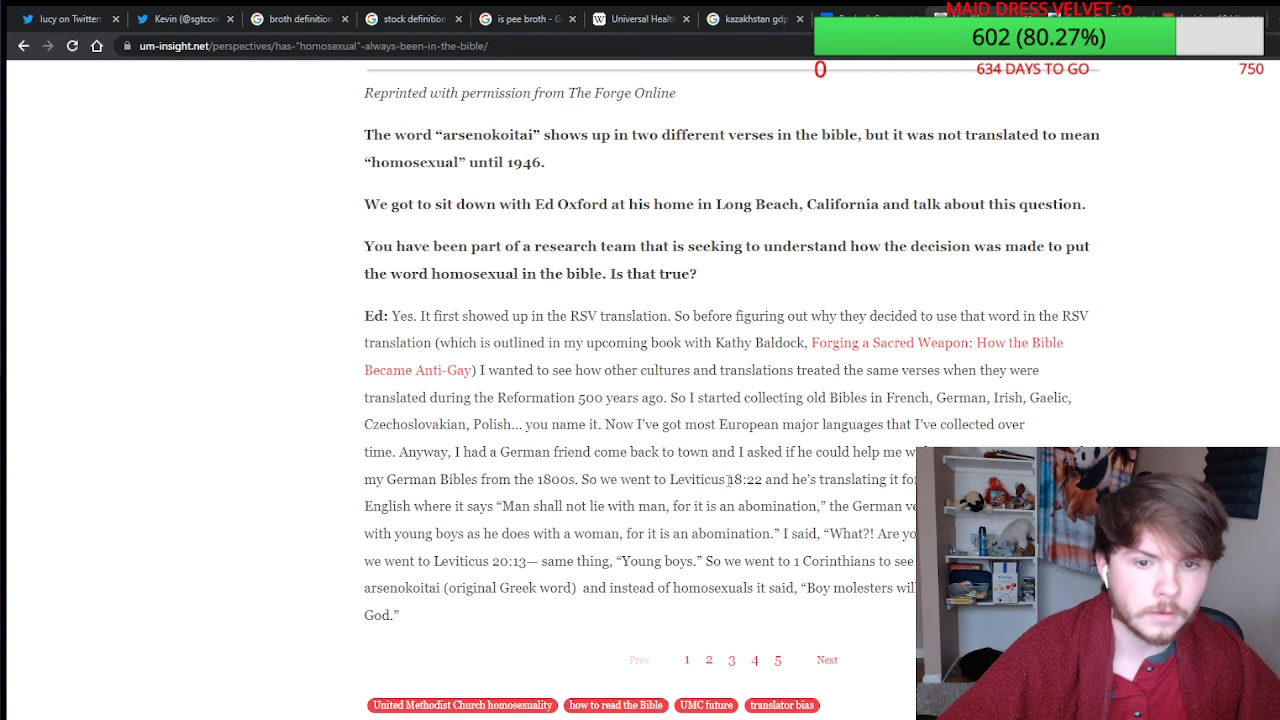 lucy on Twitter:
Kevin (@sgtcon
broth definition
stock definition
is pee broth - G
Universal Healt
kazakhstan gdp
MAID DRESS VELVET :o
602 (80.27%)
0 634 DAYS TO GO 750
um-insight.net/perspectives/has-"homosexual"-always-been-in-the-bible/
Reprinted with permission from The Forge Online
The word “arsenokoitai” shows up in two different verses in the bible, but it was not translated to mean
“homosexual” until 1946.
We got to sit down with Ed Oxford at his home in Long Beach, California and talk about this question.
You have been part of a research team that is seeking to understand how the decision was made to put
the word homosexual in the bible. Is that true?
Ed: Yes. It first showed up in the RSV translation. So before figuring out why they decided to use that word in the RSV
translation (which is outlined in my upcoming book with Kathy Baldock, Forging a Sacred Weapon: How the Bible
Became Anti-Gay) I wanted to see how other cultures and translations treated the same verses when they were
translated during the Reformation 500 years ago. So I started collecting old Bibles in French, German, Irish, Gaelic,
Czechoslovakian, Polish… you name it. Now I’ve got most European major languages that I’ve collected over
time. Anyway, I had a German friend come back to town and I asked if he could help me w
my German Bibles from the 1800s. So we went to Leviticus 18:22 and he’s translating it for
English where it says “Man shall not lie with man, for it is an abomination,” the German ve
with young boys as he does with a woman, for it is an abomination.” I said, “What?! Are yo
we went to Leviticus 20:13— same thing, “Young boys.” So we went to 1 Corinthians to see
arsenokoitai (original Greek word) and instead of homosexuals it said, “Boy molesters wil
God.”
Prev 1 2 3 4 5 Next
United Methodist Church homosexuality how to read the Bible UMC future translator bias